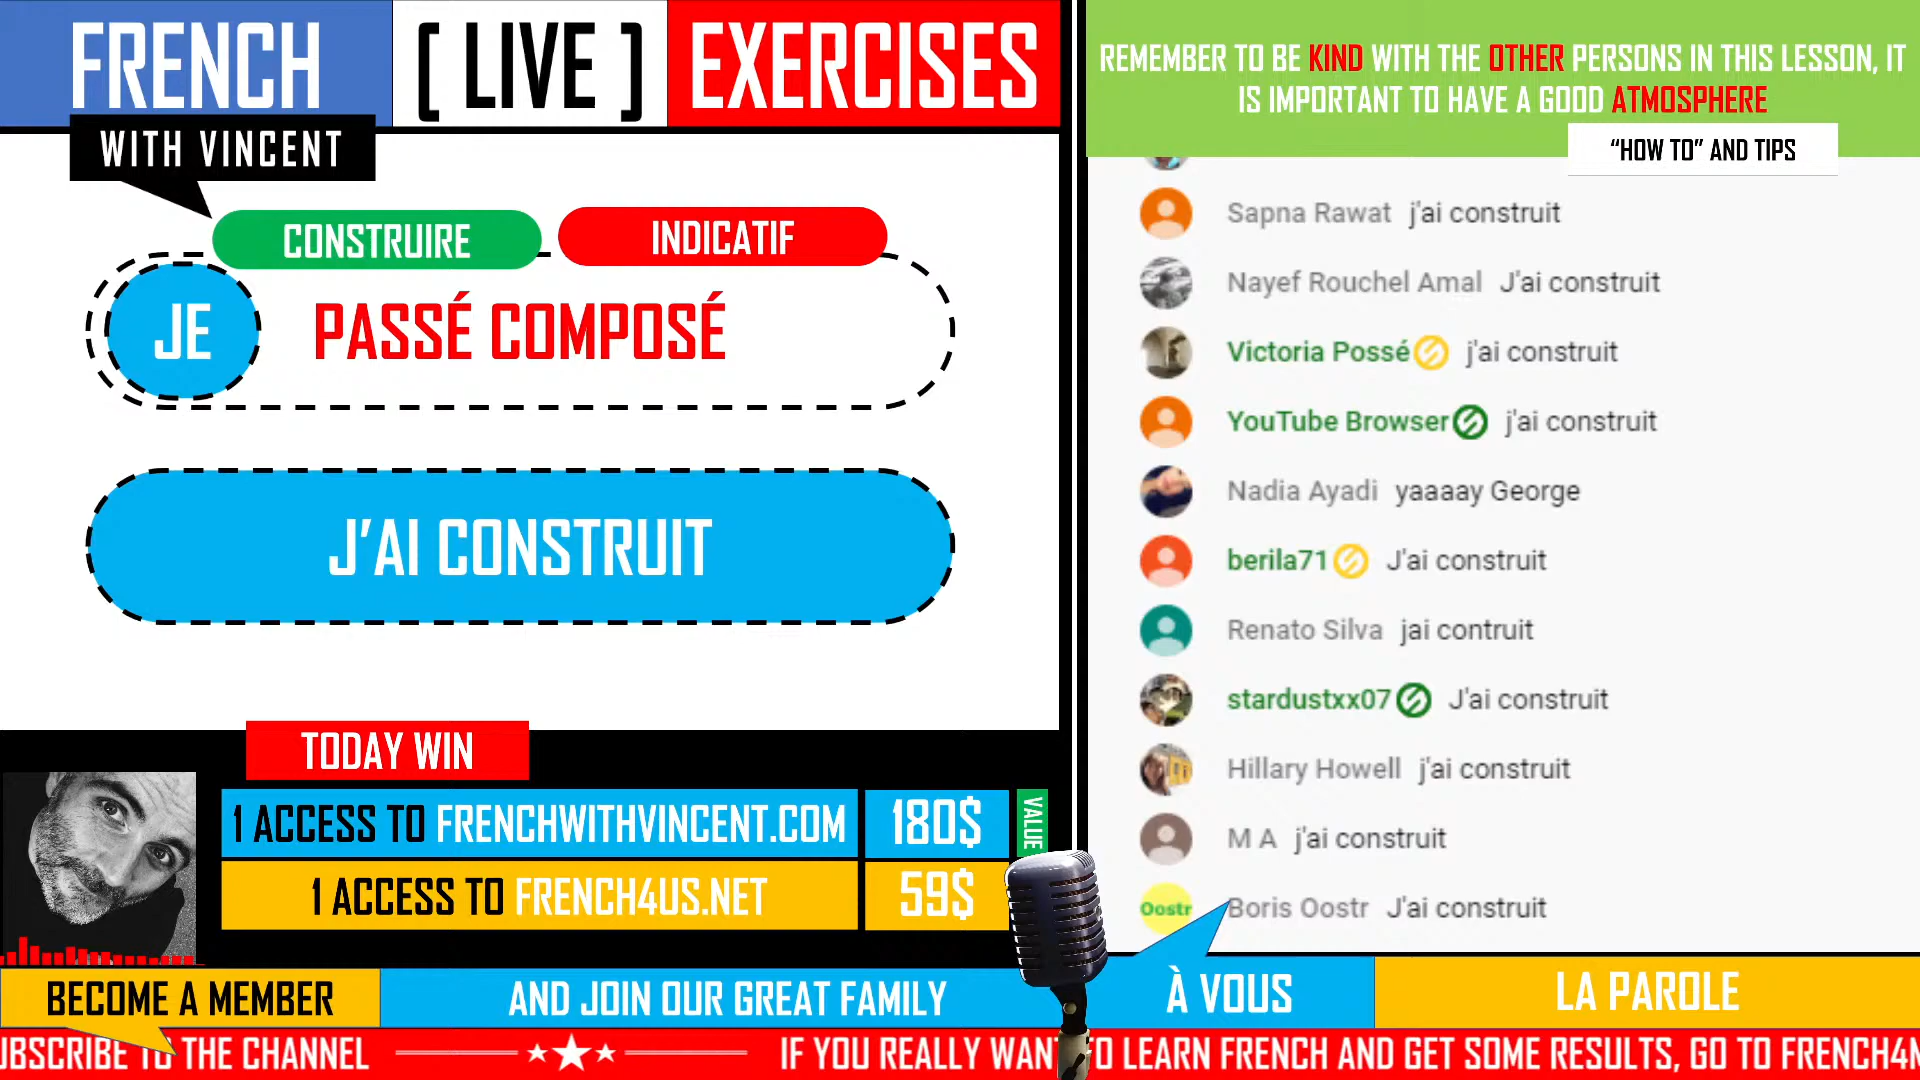 FRENCH [ LIVE ] EXERCISES
WITH VINCENT
CONSTRUIRE
INDICATIF
JE
PASSÉ COMPOSÉ
J’AI CONSTRUIT
TODAY WIN
1 ACCESS TO FRENCHWITHVINCENT.COM 180$
VALUE
1 ACCESS TO FRENCH4US.NET 59$
BECOME A MEMBER
AND JOIN OUR GREAT FAMILY
REMEMBER TO BE KIND WITH THE OTHER PERSONS IN THIS LESSON, IT
IS IMPORTANT TO HAVE A GOOD ATMOSPHERE
“HOW TO” AND TIPS
Sapna Rawat j'ai construit
Nayef Rouchel Amal J'ai construit
Victoria Possé j'ai construit
YouTube Browser j'ai construit
Nadia Ayadi yaaaay George
berila71 J'ai construit
Renato Silva jai contruit
stardustxx07 J'ai construit
Hillary Howell j'ai construit
M A j'ai construit
Oostr Boris Oostr J'ai construit
À VOUS
LA PAROLE
UBSCRIBE TO THE CHANNEL
IF YOU REALLY WANT TO LEARN FRENCH AND GET SOME RESULTS, GO TO FRENCH4